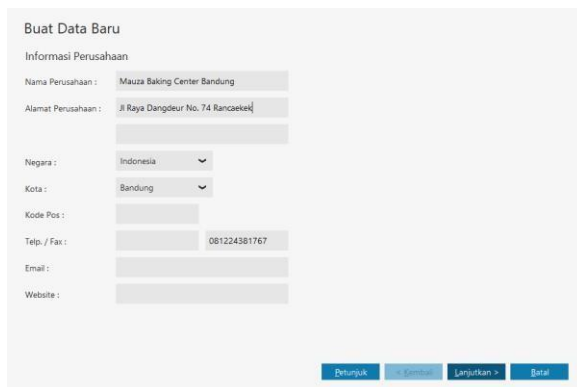 Buat Data Baru
Informasi Perusahaan
Nama Perusahaan : Mauza Baking Center Bandung
Alamat Perusahaan : Jl Raya Dangdeur No. 74 Rancaekek
Negara : Indonesia
Kota : Bandung
Kode Pos :
Telp. / Fax : 081224381767
Email :
Website :
Petunjuk < Kembali Lanjutkan > Batal